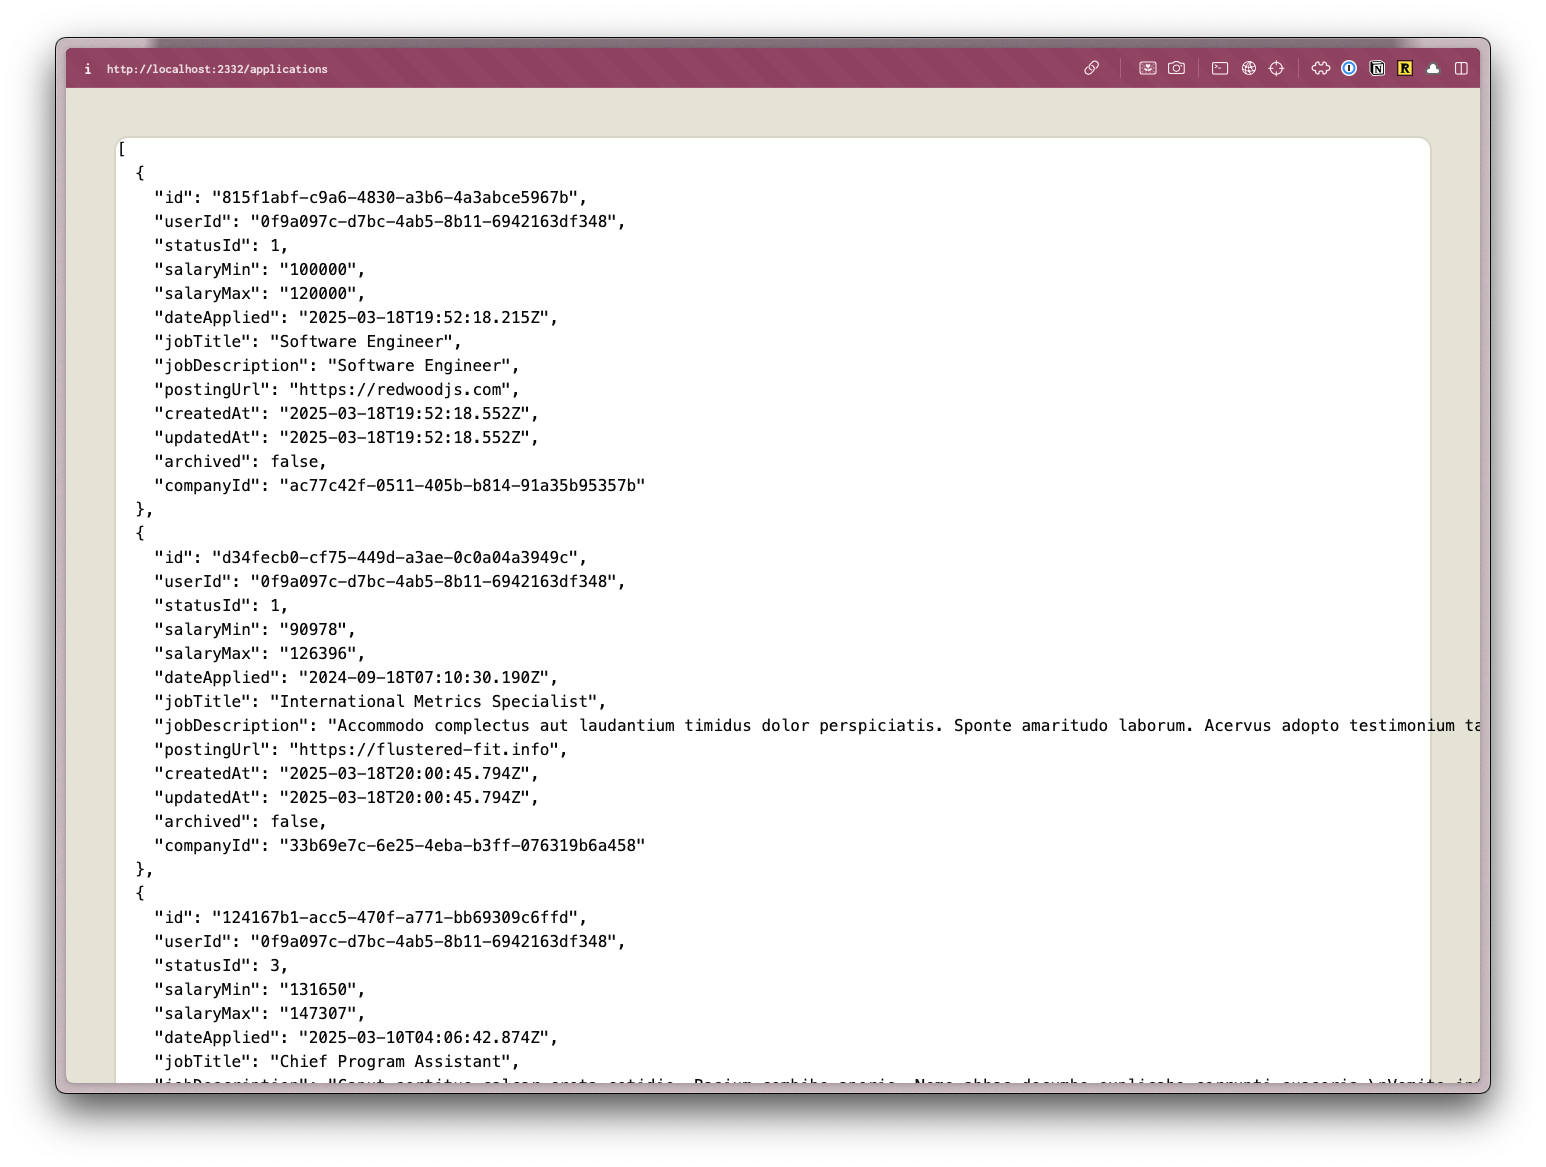 i http://localhost:2332/applications
[
  {
    "id": "815f1abf-c9a6-4830-a3b6-4a3abce5967b",
    "userId": "0f9a097c-d7bc-4ab5-8b11-6942163df348",
    "statusId": 1,
    "salaryMin": "100000",
    "salaryMax": "120000",
    "dateApplied": "2025-03-18T19:52:18.215Z",
    "jobTitle": "Software Engineer",
    "jobDescription": "Software Engineer",
    "postingUrl": "https://redwoodjs.com",
    "createdAt": "2025-03-18T19:52:18.552Z",
    "updatedAt": "2025-03-18T19:52:18.552Z",
    "archived": false,
    "companyId": "ac77c42f-0511-405b-b814-91a35b95357b"
  },
  {
    "id": "d34fecb0-cf75-449d-a3ae-0c0a04a3949c",
    "userId": "0f9a097c-d7bc-4ab5-8b11-6942163df348",
    "statusId": 1,
    "salaryMin": "90978",
    "salaryMax": "126396",
    "dateApplied": "2024-09-18T07:10:30.190Z",
    "jobTitle": "International Metrics Specialist",
    "jobDescription": "Accommodo complectus aut laudantium timidus dolor perspiciatis. Sponte amaritudo laborum. Acervus adopto testimonium
    "postingUrl": "https://flustered-fit.info",
    "createdAt": "2025-03-18T20:00:45.794Z",
    "updatedAt": "2025-03-18T20:00:45.794Z",
    "archived": false,
    "companyId": "33b69e7c-6e25-4eba-b3ff-076319b6a458"
  },
  {
    "id": "124167b1-acc5-470f-a771-bb69309c6ffd",
    "userId": "0f9a097c-d7bc-4ab5-8b11-6942163df348",
    "statusId": 3,
    "salaryMin": "131650",
    "salaryMax": "147307",
    "dateApplied": "2025-03-10T04:06:42.874Z",
    "jobTitle": "Chief Program Assistant",
    "jobDescription":